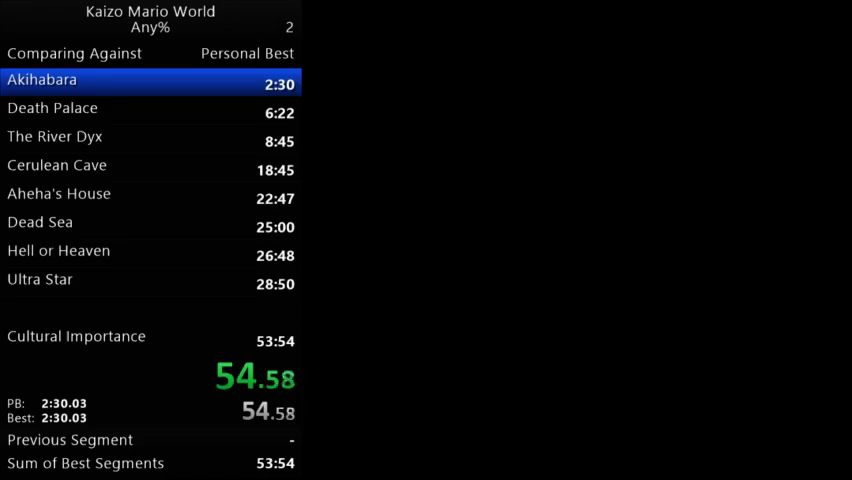 Kaizo Mario World
Any% 2
Comparing Against Personal Best
Akihabara 2:30
Death Palace 6:22
The River Dyx 8:45
Cerulean Cave 18:45
Aheha's House 22:47
Dead Sea 25:00
Hell or Heaven 26:48
Ultra Star 28:50
Cultural Importance 53:54
54.58
PB: 2:30.03 54.58
Best: 2:30.03
Previous Segment -
Sum of Best Segments 53:54